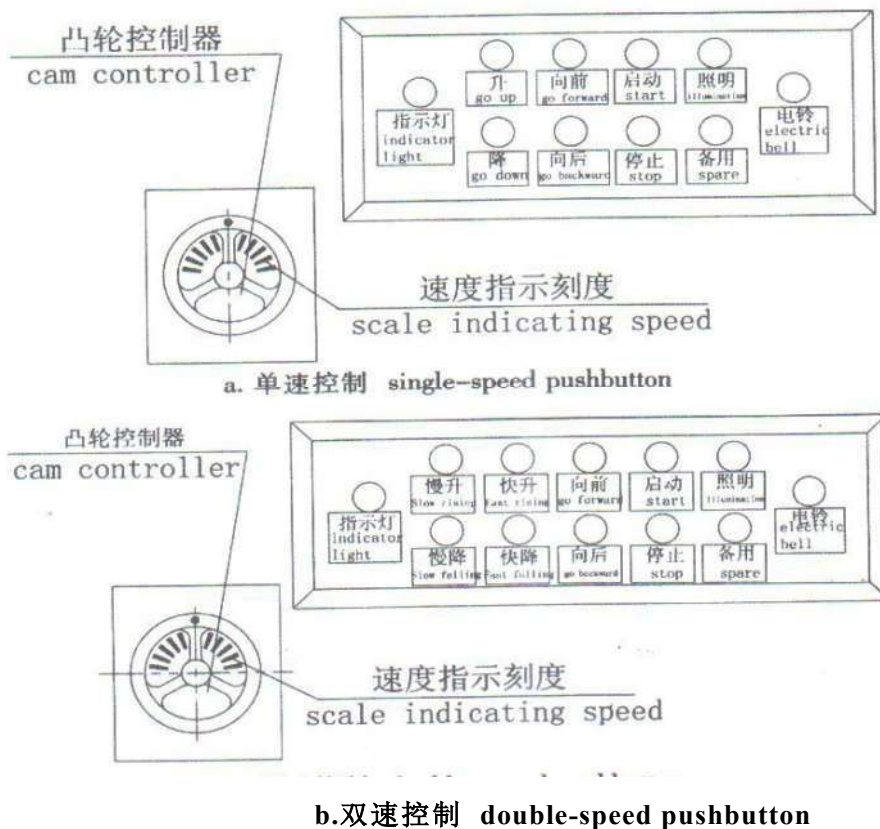 凸轮控制器
cam controller
指示灯
indicator
light
升
go up
向前
go forward
启动
start
照明
illumination
降
go down
向后
go backward
停止
stop
备用
spare
电铃
electric
bell
速度指示刻度
scale indicating speed
a. 单速控制 single-speed pushbutton
凸轮控制器
cam controller
指示灯
indicator
light
慢升
Slow rising
快升
Fast rising
向前
go forward
启动
start
照明
illumination
慢降
Slow falling
快降
Fast falling
向后
go backward
停止
stop
备用
spare
电铃
electric
bell
速度指示刻度
scale indicating speed
b.双速控制 double-speed pushbutton